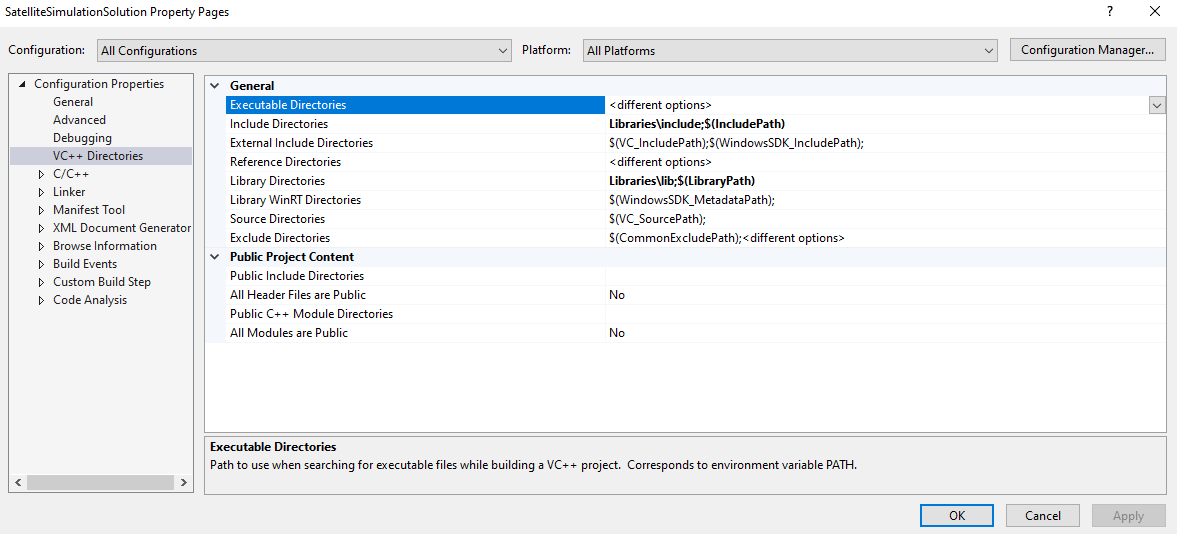 SatelliteSimulationSolution Property Pages
Configuration: All Configurations Platform: All Platforms Configuration Manager...
Configuration Properties
General
Advanced
Debugging
VC++ Directories
C/C++
Linker
Manifest Tool
XML Document Generator
Browse Information
Build Events
Custom Build Step
Code Analysis
General
Executable Directories <different options>
Include Directories Libraries\include;$(IncludePath)
External Include Directories $(VC_IncludePath);$(WindowsSDK_IncludePath);
Reference Directories <different options>
Library Directories Libraries\lib;$(LibraryPath)
Library WinRT Directories $(WindowsSDK_MetadataPath);
Source Directories $(VC_SourcePath);
Exclude Directories $(CommonExcludePath);<different options>
Public Project Content
Public Include Directories
All Header Files are Public No
Public C++ Module Directories
All Modules are Public No
Executable Directories
Path to use when searching for executable files while building a VC++ project.  Corresponds to environment variable PATH.
OK Cancel Apply